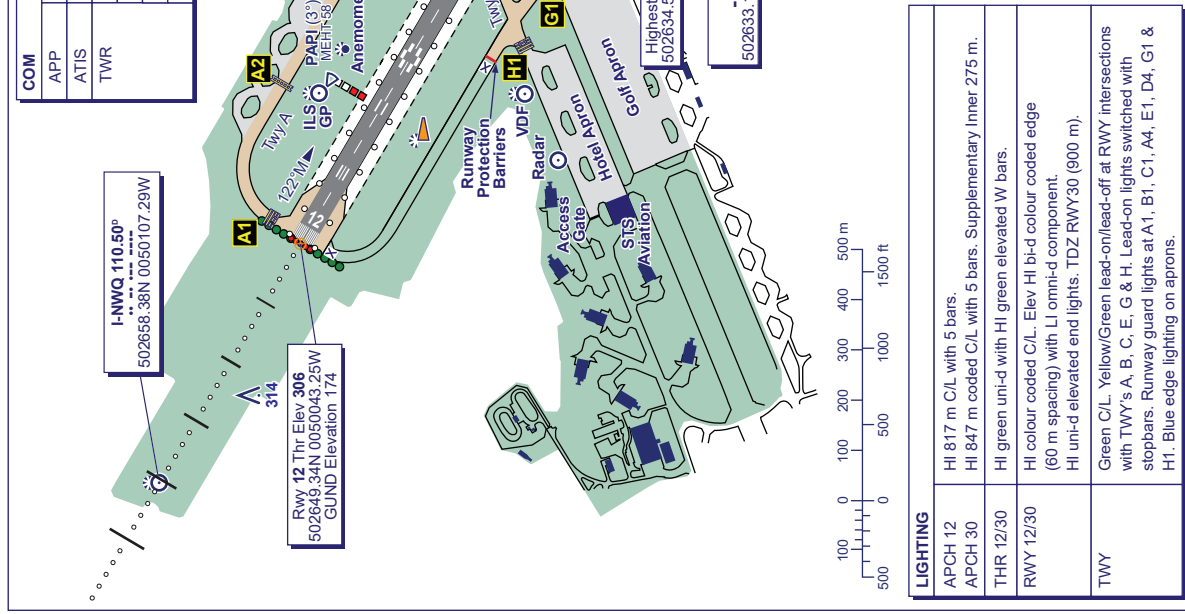 COM
APP
ATIS
TWR
I-NWQ 110.50ᴰ
502658.38N 0050107.29W
314
Rwy 12 Thr Elev 306
502649.34N 0050043.25W
GUND Elevation 174
A1
A2
Twy A
122°M
12
ILS
GP
PAPI (3°)
MEHT 58
Twy
G1
H1
Runway
Protection
Barriers
VDF
Radar
Hotel Apron
Golf Apron
Access
Gate
STS
Aviation
Highest
502634.5
502633.
100 0 100 200 300 400 500 m
500 0 500 1000 1500 ft
LIGHTING
APCH 12 HI 817 m C/L with 5 bars.
APCH 30 HI 847 m coded C/L with 5 bars. Supplementary Inner 275 m.
THR 12/30 HI green uni-d with HI green elevated W bars.
RWY 12/30 HI colour coded C/L. Elev HI bi-d colour coded edge
(60 m spacing) with LI omni-d component.
HI uni-d elevated end lights. TDZ RWY30 (900 m).
TWY Green C/L. Yellow/Green lead-on/lead-off at RWY intersections
with TWY's A, B, C, E, G & H. Lead-on lights switched with
stopbars. Runway guard lights at A1, B1, C1, A4, E1, D4, G1 &
H1. Blue edge lighting on aprons.